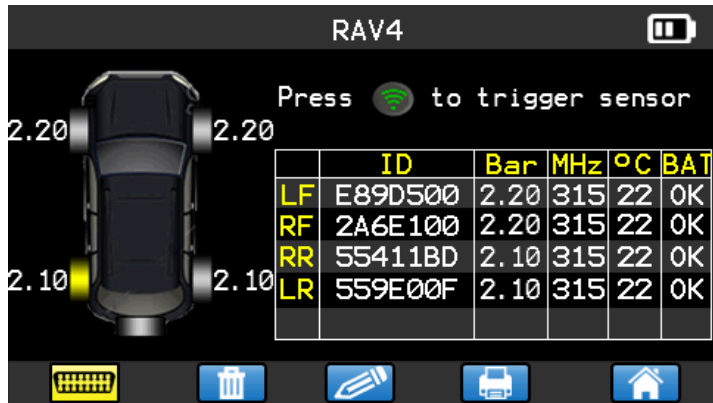 RAV4
Press to trigger sensor
2.20 2.20
ID Bar MHz °C BAT
LF E89D500 2.20 315 22 OK
RF 2A6E100 2.20 315 22 OK
RR 55411BD 2.10 315 22 OK
2.10 2.10
LR 559E00F 2.10 315 22 OK